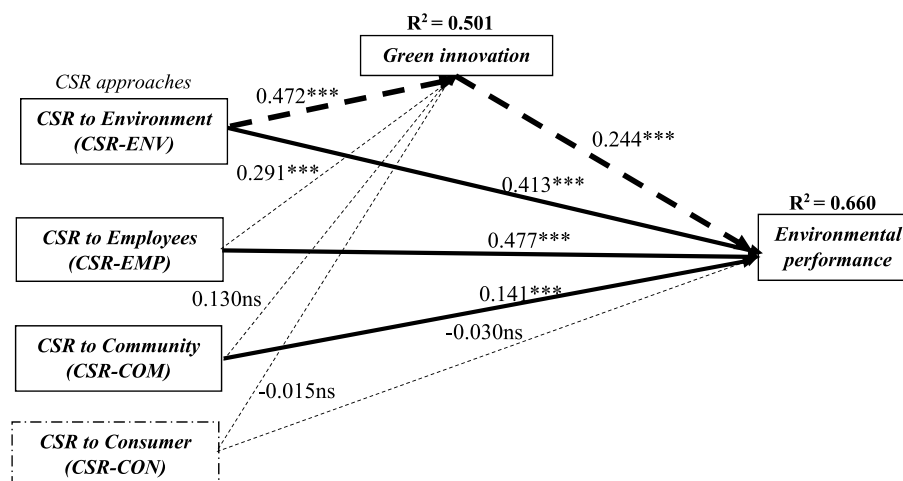 R² = 0.501
Green innovation
CSR approaches
0.472***
CSR to Environment
(CSR-ENV)
0.244***
0.291***
0.413***
R² = 0.660
CSR to Employees
(CSR-EMP)
0.477***
Environmental
performance
0.130ns
0.141***
-0.030ns
CSR to Community
(CSR-COM)
-0.015ns
CSR to Consumer
(CSR-CON)